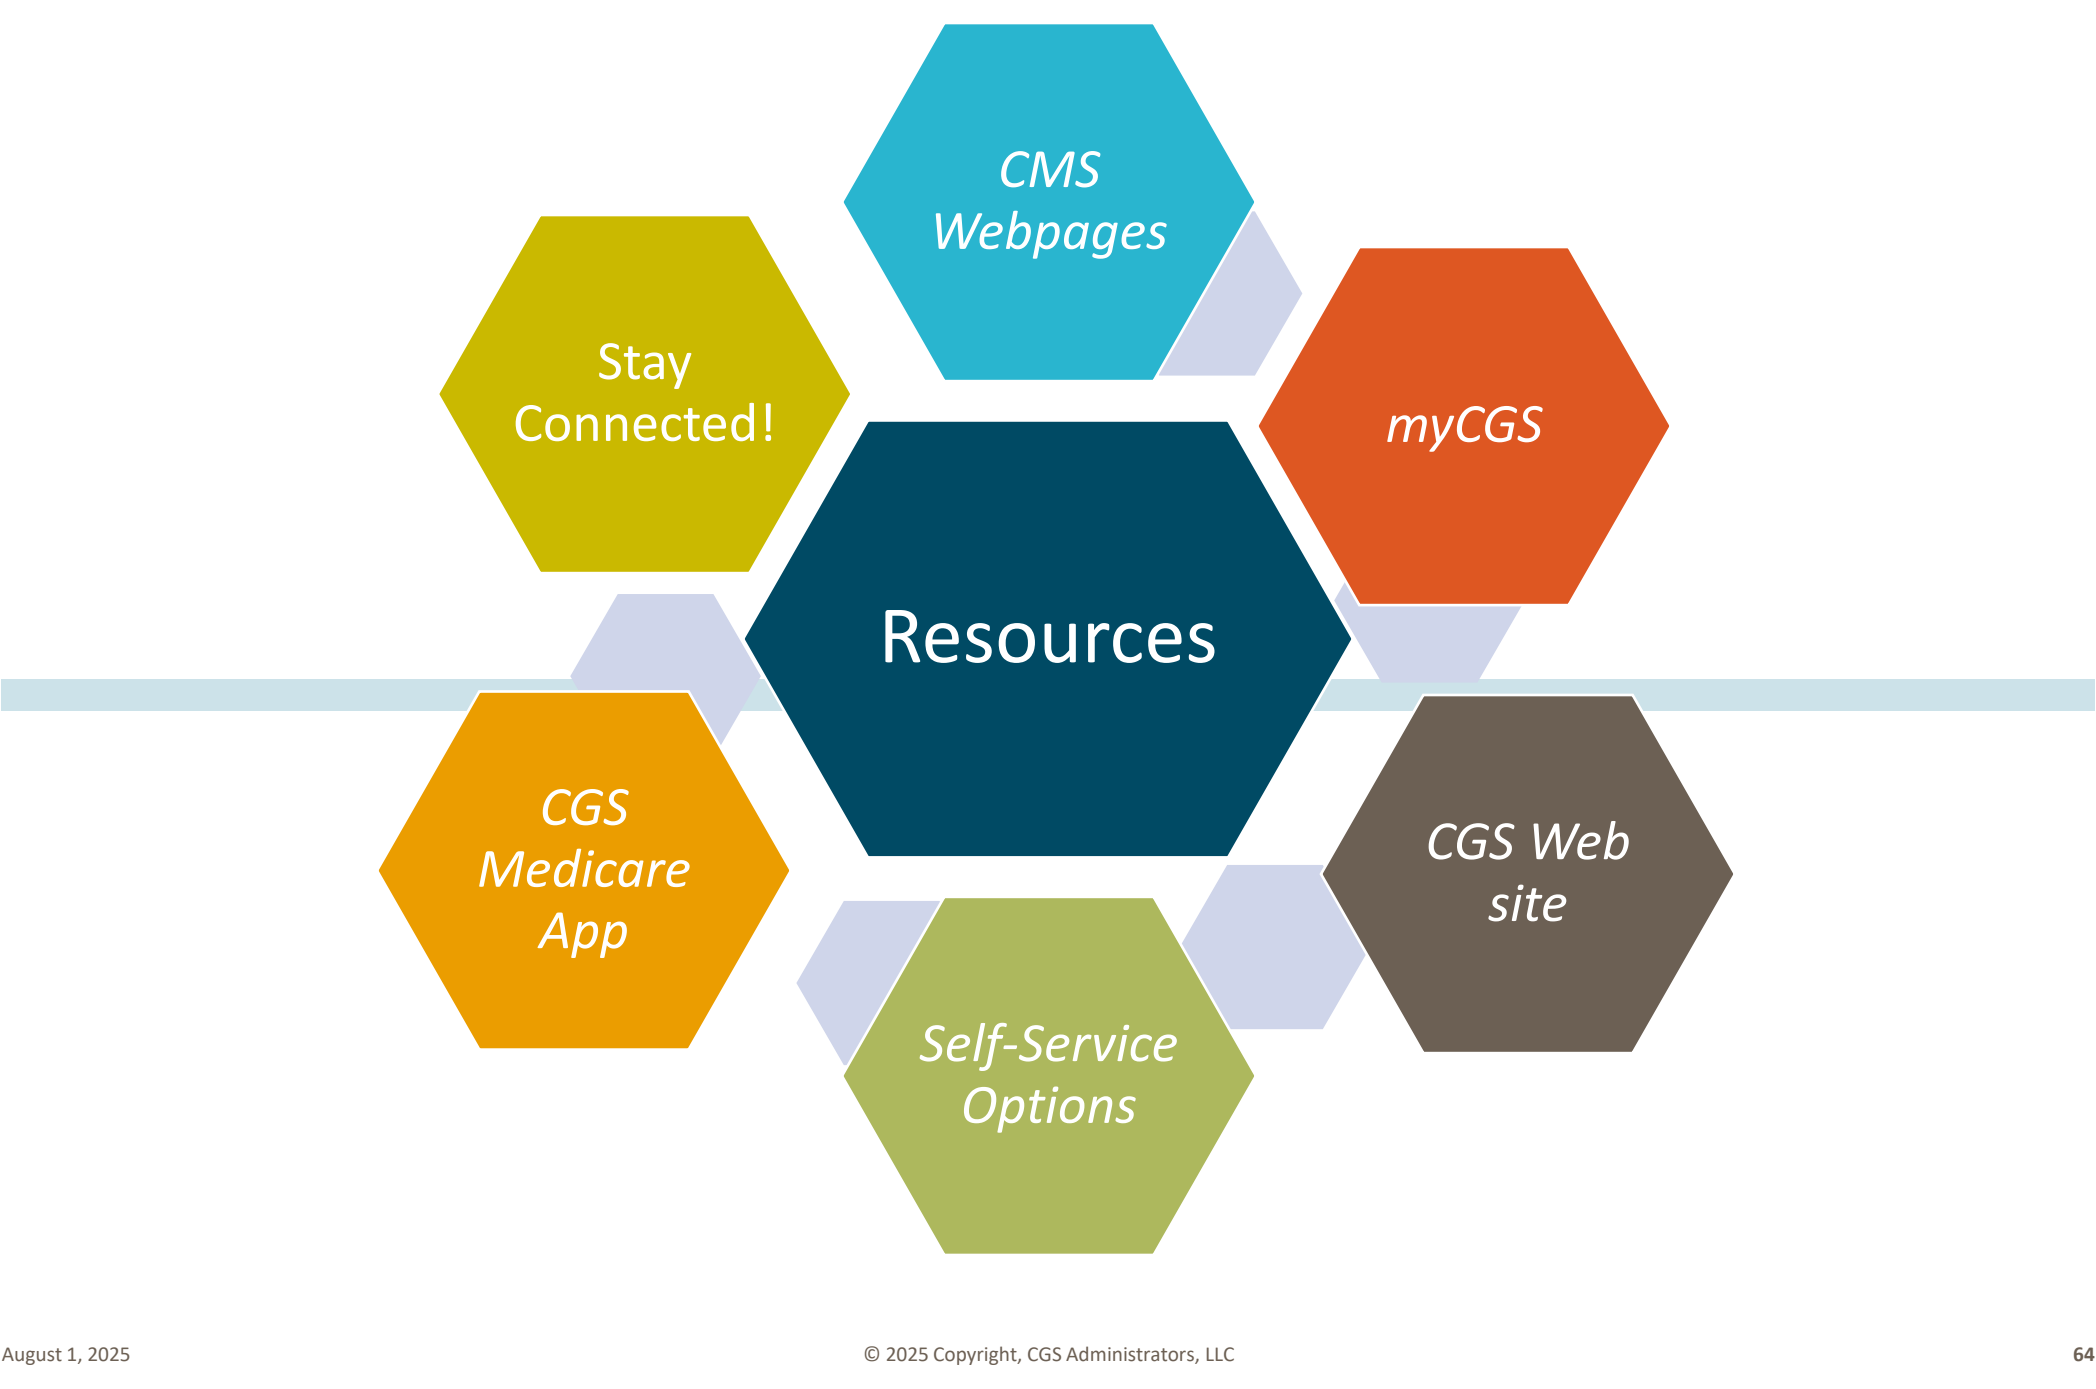 CMS
Webpages
Stay
Connected!
myCGS
Resources
CGS
Medicare
App
CGS Web
site
Self-Service
Options
August 1, 2025
© 2025 Copyright, CGS Administrators, LLC
64